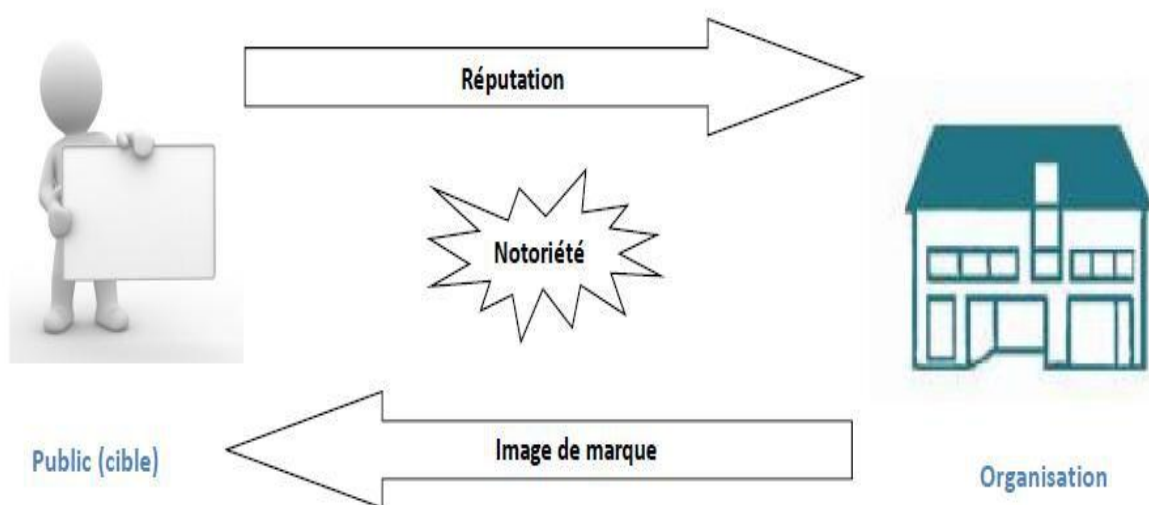 Réputation
Notoriété
Image de marque
Public (cible)
Organisation